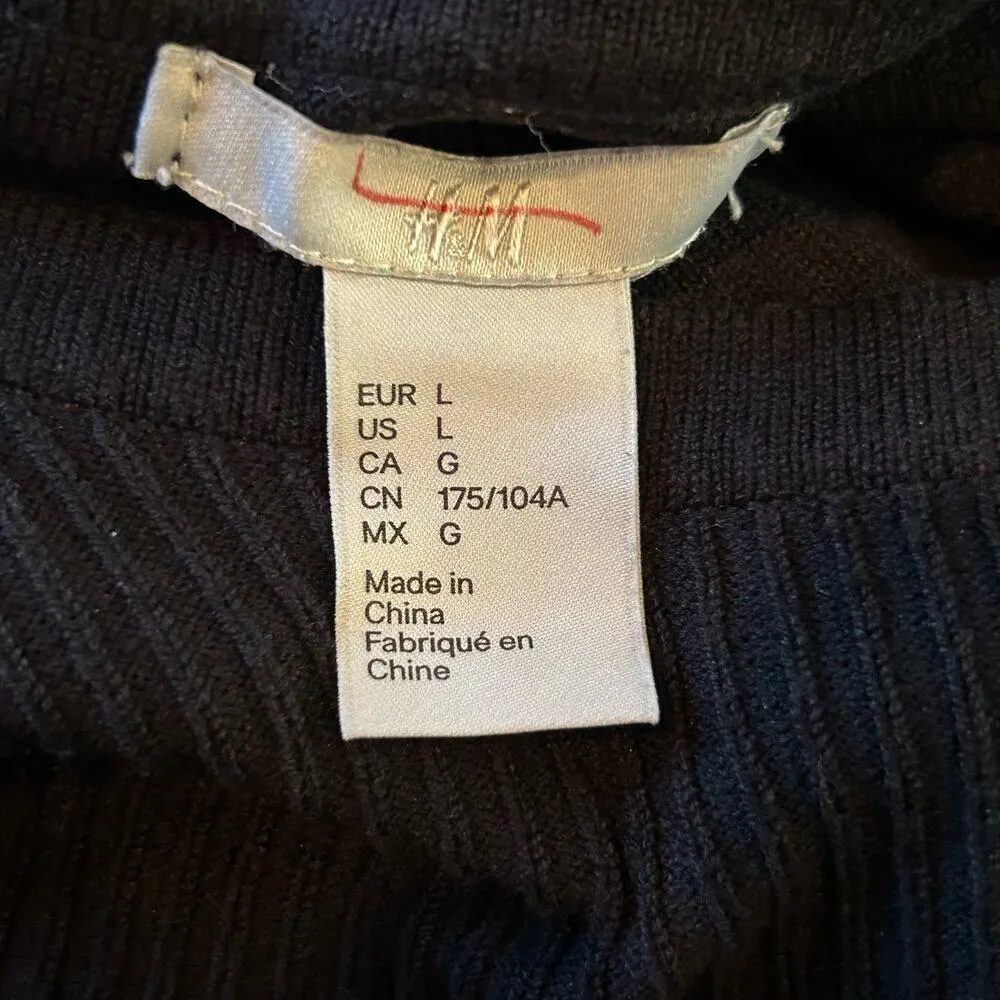 H&M
EUR L
US L
CA G
CN 175/104A
MX G
Made in
China
Fabriqué en
Chine